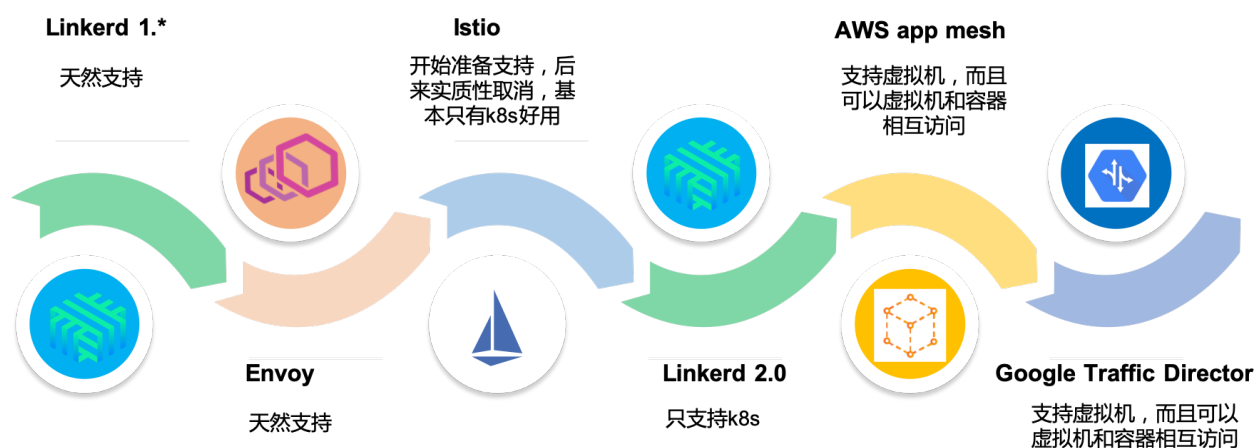 Linkerd 1.*
天然支持
Envoy
天然支持
Istio
开始准备支持，后
来实质性取消，基
本只有k8s好用
Linkerd 2.0
只支持k8s
AWS app mesh
支持虚拟机，而且
可以虚拟机和容器
相互访问
Google Traffic Director
支持虚拟机，而且可以
虚拟机和容器相互访问